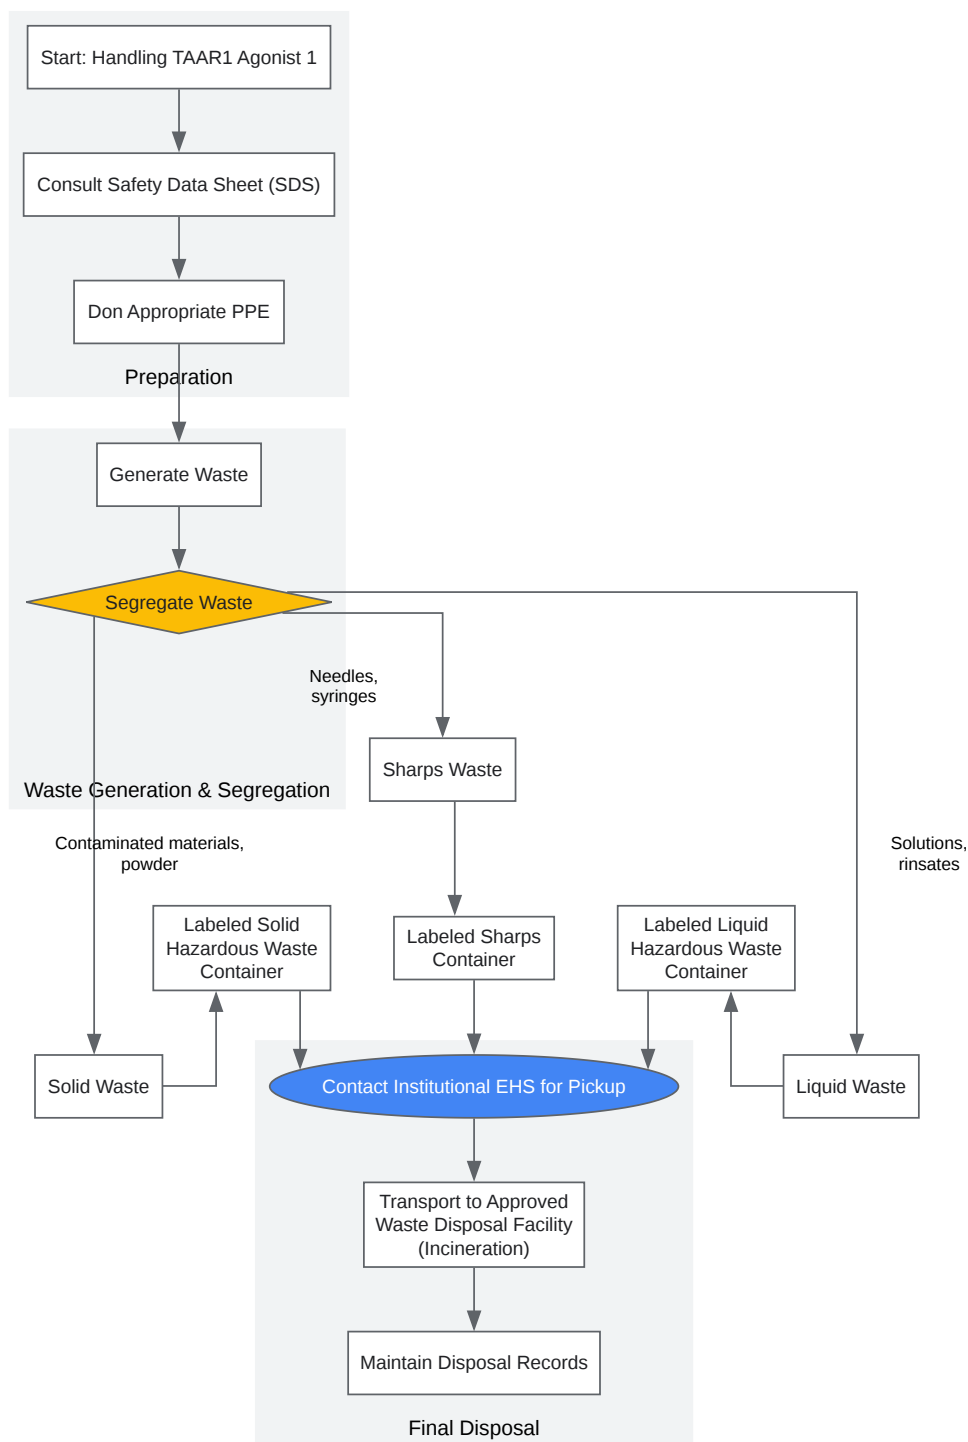 Start: Handling TAAR1 Agonist 1
Consult Safety Data Sheet (SDS)
Don Appropriate PPE
Preparation
Generate Waste
Segregate Waste
Needles,
syringes
Sharps Waste
Waste Generation & Segregation
Contaminated materials,
powder
Solutions,
rinsates
Labeled Solid
Hazardous Waste
Container
Labeled Sharps
Container
Labeled Liquid
Hazardous Waste
Container
Solid Waste
Contact Institutional EHS for Pickup
Liquid Waste
Transport to Approved
Waste Disposal Facility
(Incineration)
Maintain Disposal Records
Final Disposal